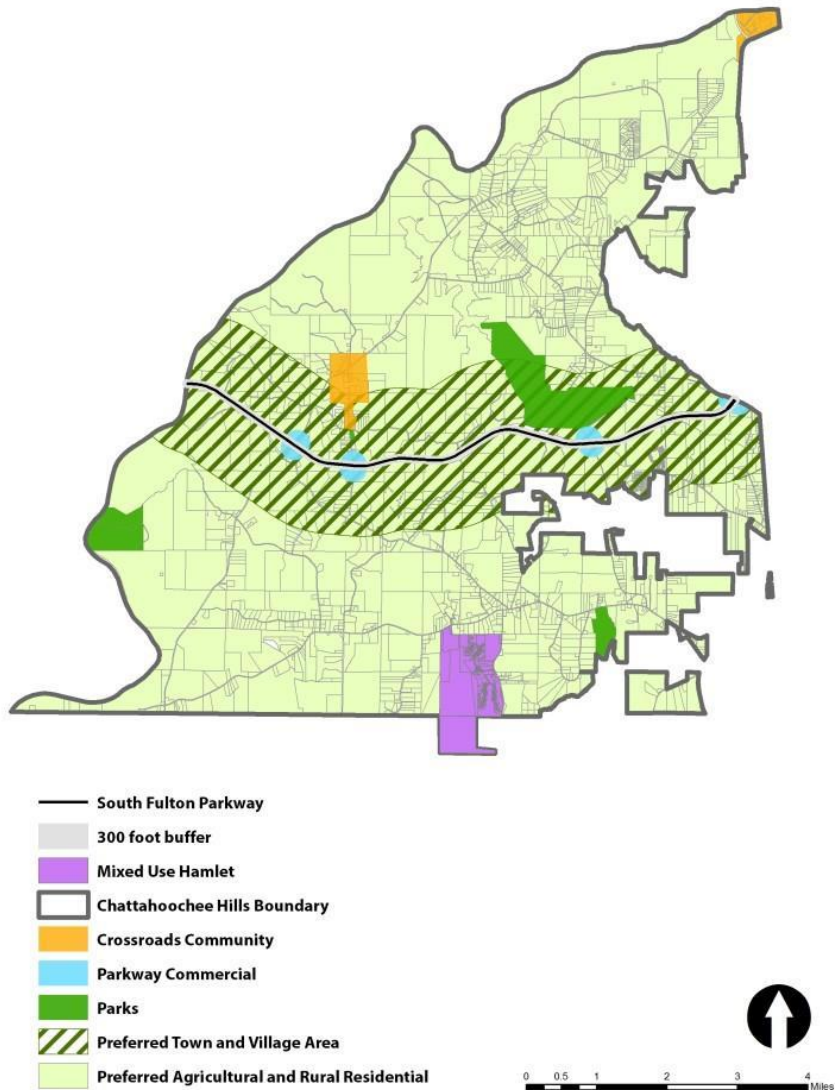 South Fulton Parkway
300 foot buffer
Mixed Use Hamlet
Chattahoochee Hills Boundary
Crossroads Community
Parkway Commercial
Parks
Preferred Town and Village Area
Preferred Agricultural and Rural Residential
0 0.5 1 2 3 4
Miles